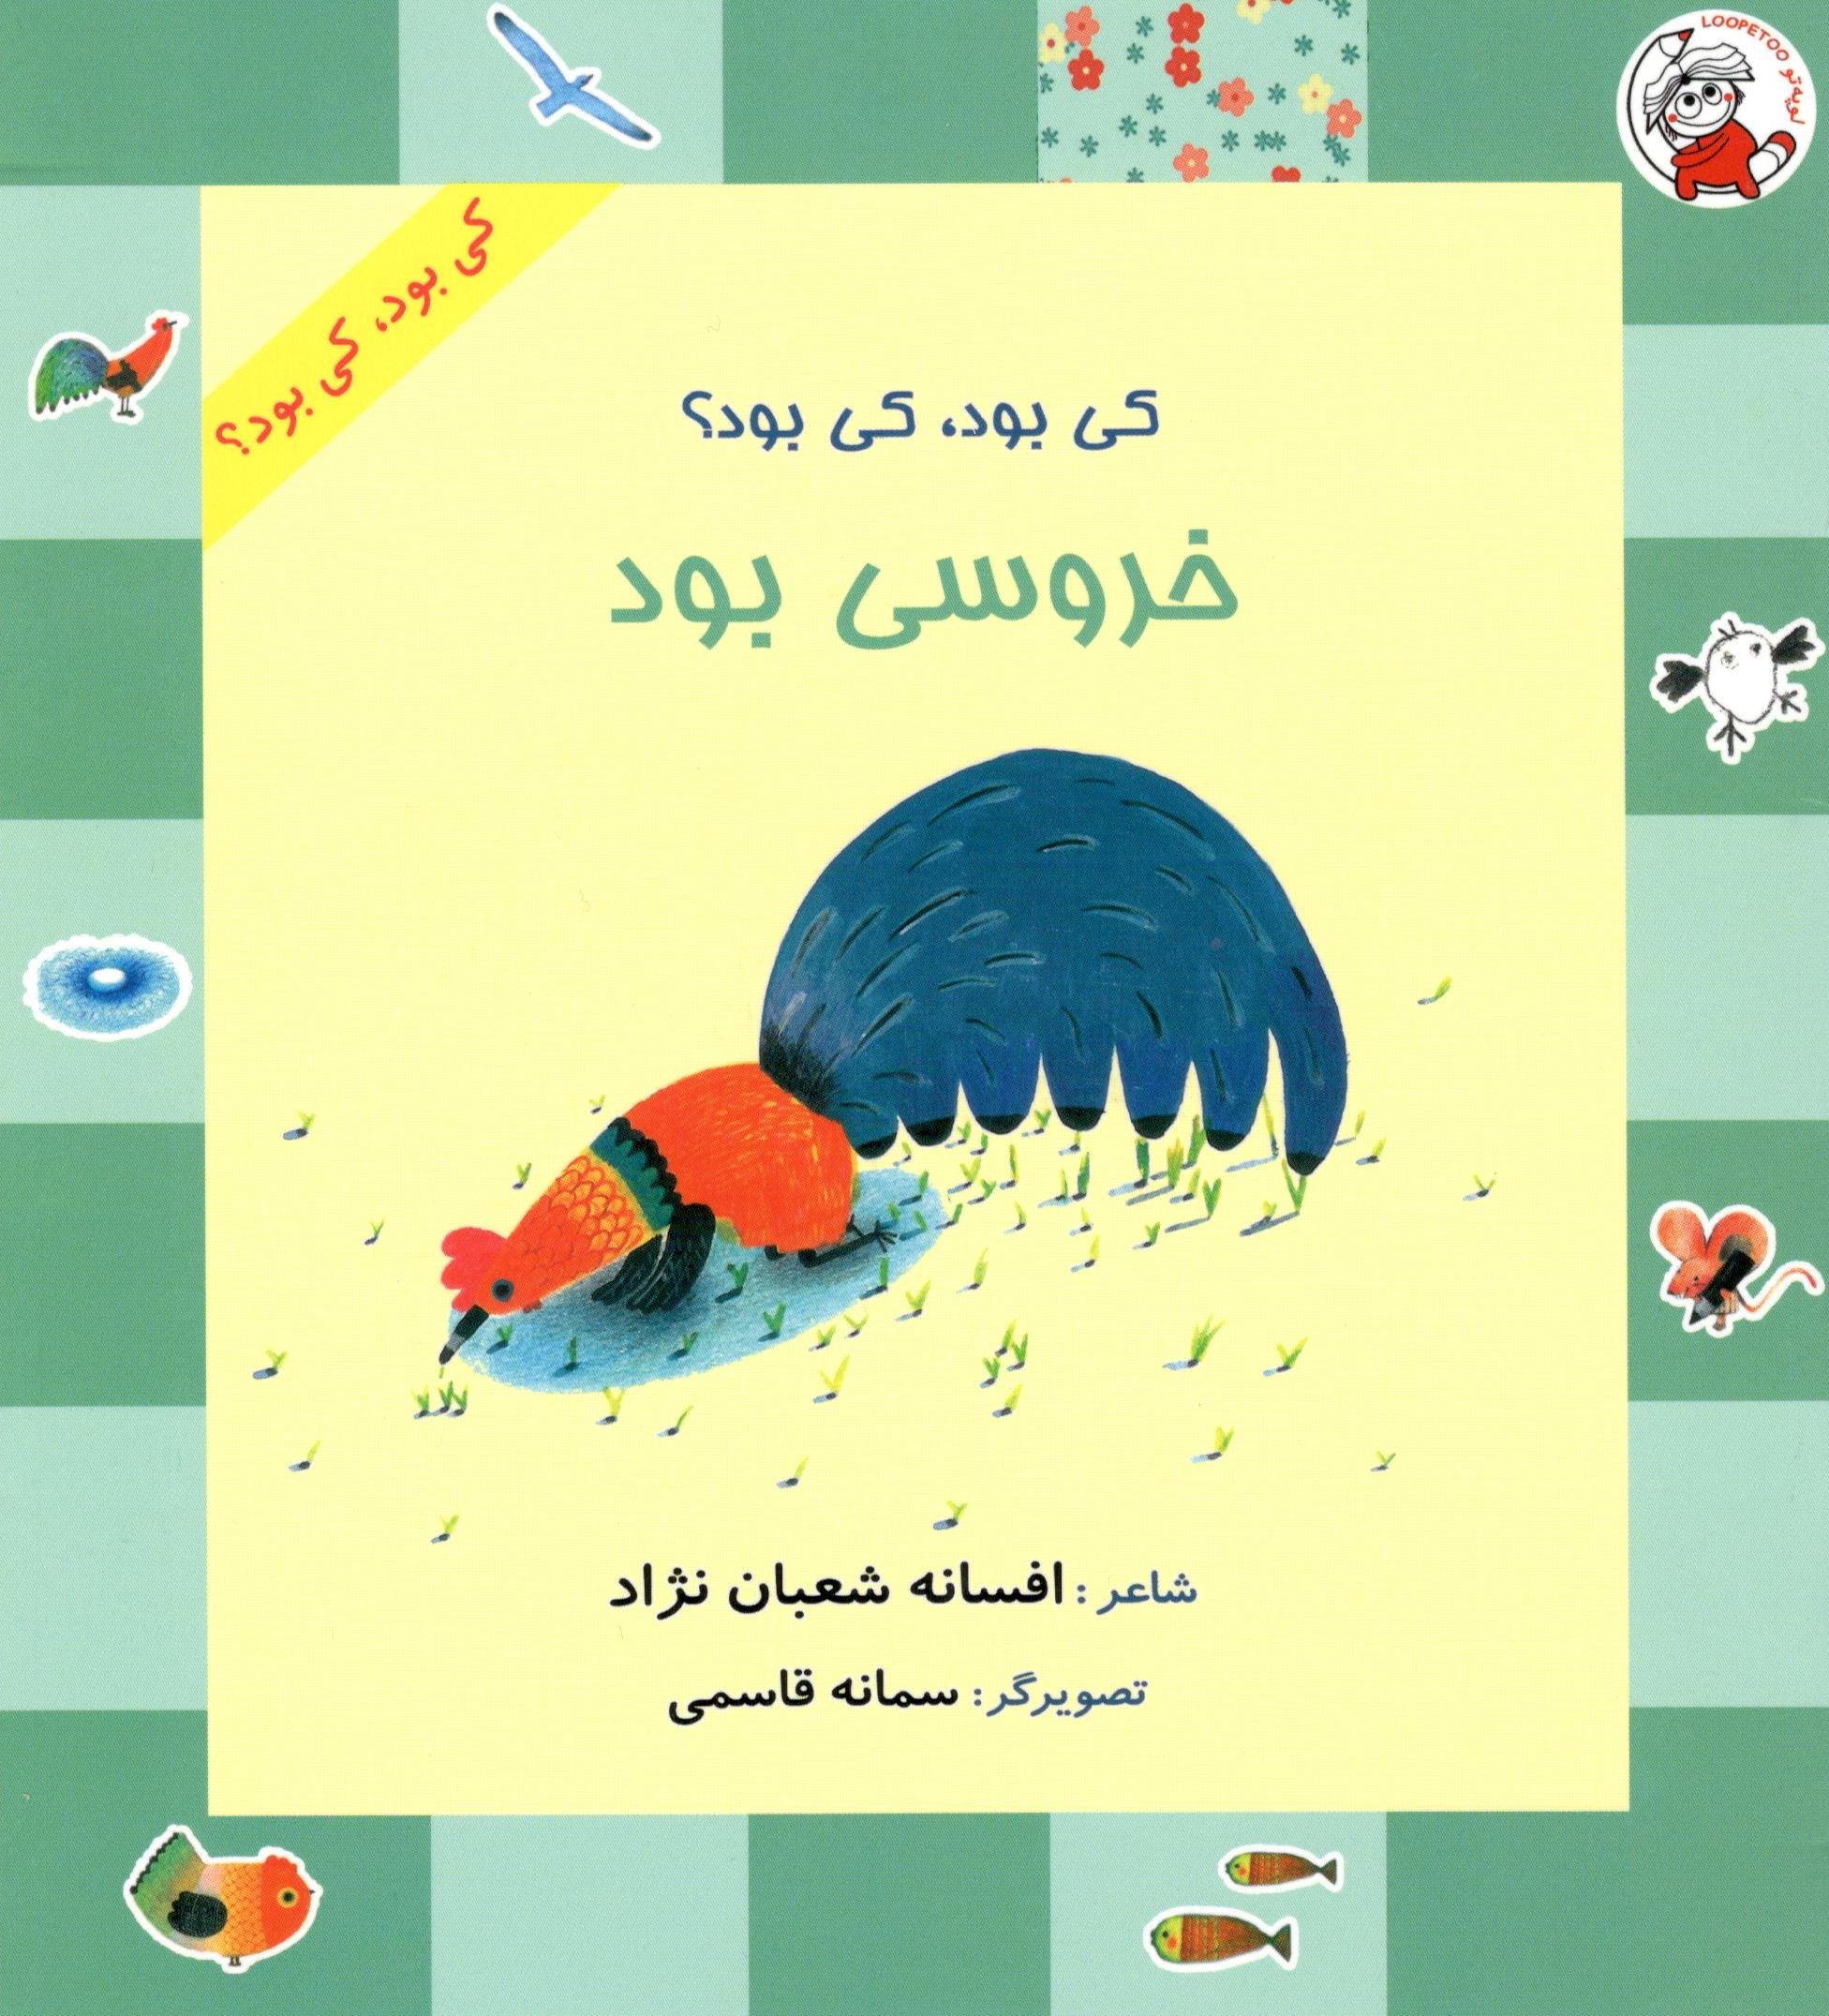 LOOPETOO لوپه‌تو
کی بود، کی بود؟
کی بود، کی بود؟
خروسی بود
شاعر : افسانه شعبان نژاد
تصویرگر: سمانه قاسمی